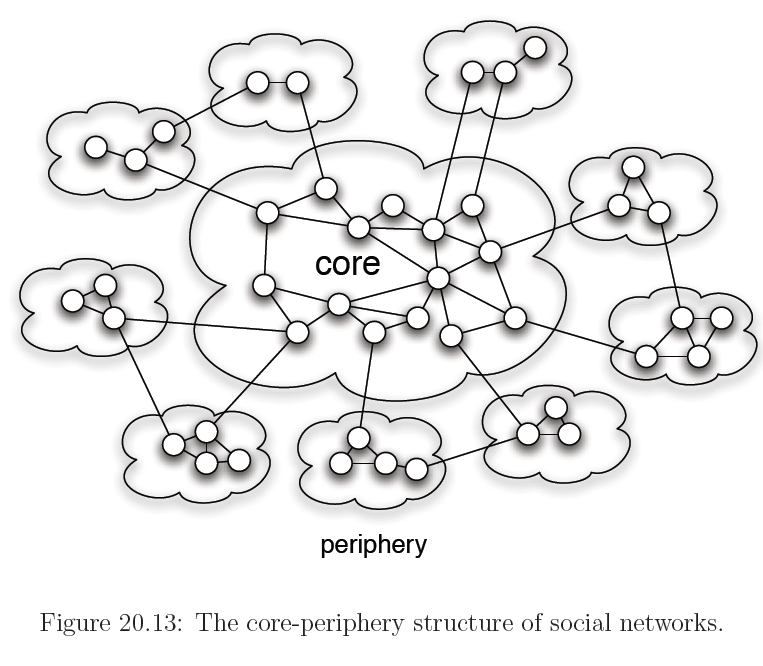 core
periphery
Figure 20.13: The core-periphery structure of social networks.